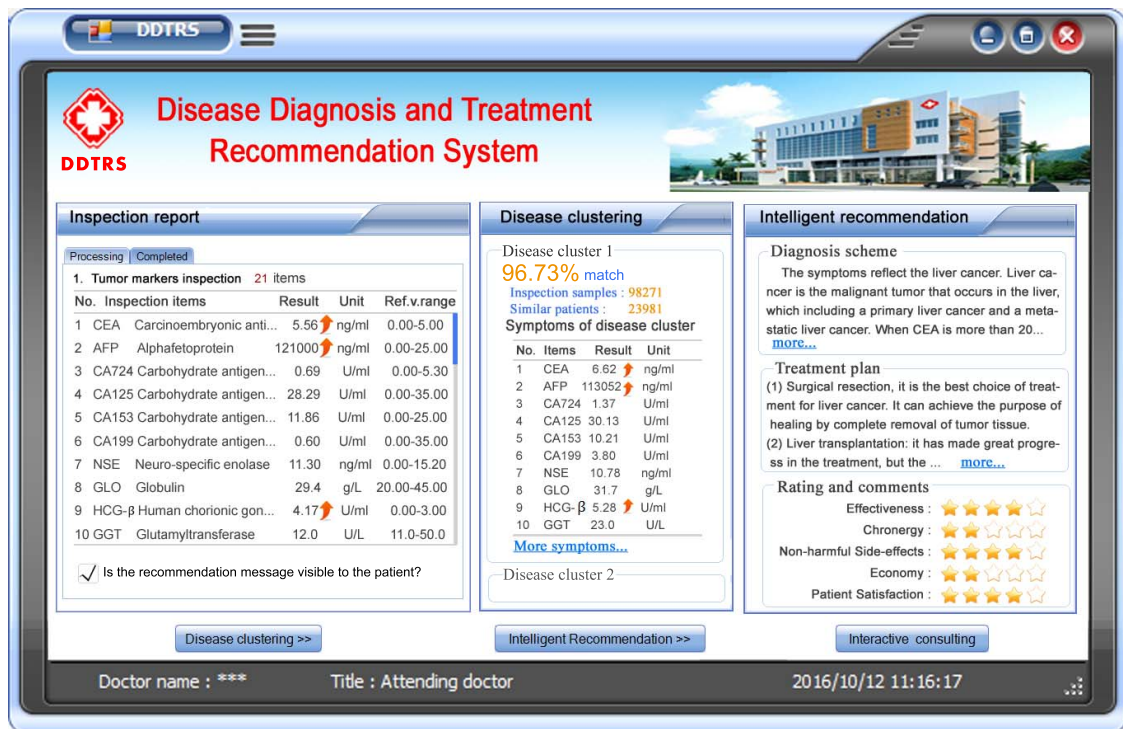 DDTRS
Disease Diagnosis and Treatment
Recommendation System
DDTRS
Inspection report
Processing Completed
1. Tumor markers inspection 21 items
No. Inspection items Result Unit Ref.v.range
1 CEA Carcinoembryonic anti... 5.56 ng/ml 0.00-5.00
2 AFP Alphafetoprotein 121000 ng/ml 0.00-25.00
3 CA724 Carbohydrate antigen... 0.69 U/ml 0.00-5.30
4 CA125 Carbohydrate antigen... 28.29 U/ml 0.00-35.00
5 CA153 Carbohydrate antigen... 11.86 U/ml 0.00-25.00
6 CA199 Carbohydrate antigen... 0.60 U/ml 0.00-35.00
7 NSE Neuro-specific enolase 11.30 ng/ml 0.00-15.20
8 GLO Globulin 29.4 g/L 20.00-45.00
9 HCG-β Human chorionic gon... 4.17 U/ml 0.00-3.00
10 GGT Glutamyltransferase 12.0 U/L 11.0-50.0
Is the recommendation message visible to the patient?
Disease clustering >>
Disease clustering
Disease cluster 1
96.73% match
Inspection samples : 98271
Similar patients : 23981
Symptoms of disease cluster
No. Items Result Unit
1 CEA 6.62 ng/ml
2 AFP 113052 ng/ml
3 CA724 1.37 U/ml
4 CA125 30.13 U/ml
5 CA153 10.21 U/ml
6 CA199 3.80 U/ml
7 NSE 10.78 ng/ml
8 GLO 31.7 g/L
9 HCG-β 5.28 U/ml
10 GGT 23.0 U/L
More symptoms...
Disease cluster 2
Intelligent Recommendation >>
Intelligent recommendation
Diagnosis scheme
The symptoms reflect the liver cancer. Liver ca-
ncer is the malignant tumor that occurs in the liver,
which including a primary liver cancer and a meta-
static liver cancer. When CEA is more than 20...
more...
Treatment plan
(1) Surgical resection, it is the best choice of treat-
ment for liver cancer. It can achieve the purpose of
healing by complete removal of tumor tissue.
(2) Liver transplantation: it has made great progre-
ss in the treatment, but the ... more...
Rating and comments
Effectiveness :
Chronergy :
Non-harmful Side-effects :
Economy :
Patient Satisfaction :
Interactive consulting
Doctor name : *** Title : Attending doctor 2016/10/12 11:16:17